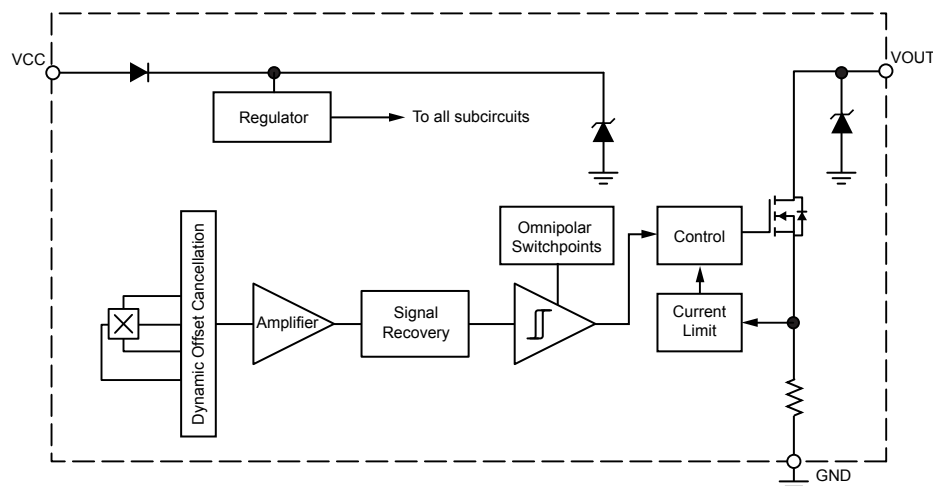 VCC
VOUT
Regulator
To all subcircuits
Omnipolar
Switchpoints
Control
Dynamic Offset Cancellation
Amplifier
Signal
Recovery
Current
Limit
GND